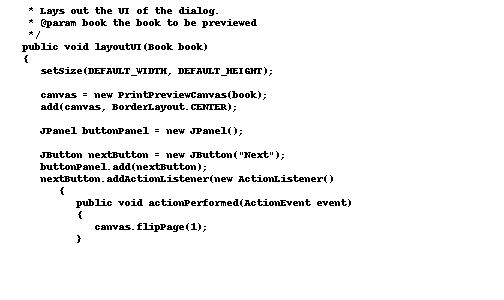 * Lays out the UI of the dialog.
* @param book the book to be previewed
*/
public void layoutUI(Book book)
{
setSize(DEFAULT_WIDTH, DEFAULT_HEIGHT);
canvas = new PrintPreviewCanvas(book);
add(canvas, BorderLayout.CENTER);
JPanel buttonPanel = new JPanel();
JButton nextButton = new JButton("Next");
buttonPanel.add(nextButton);
nextButton.addActionListener(new ActionListener()
{
public void actionPerformed(ActionEvent event)
{
canvas.flipPage(1);
}